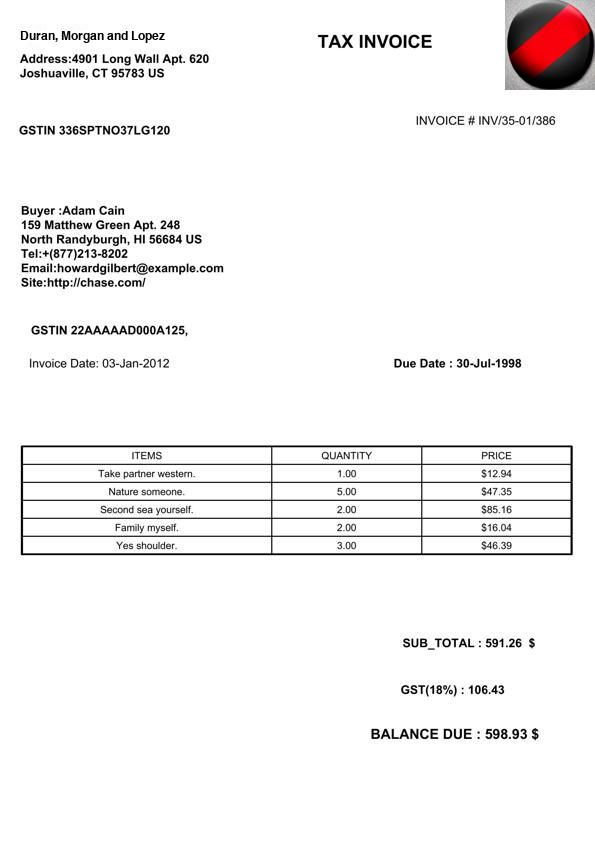 Duran, Morgan and Lopez
TAX INVOICE
Address:4901 Long Wall Apt. 620
Joshuaville, CT 95783 US
INVOICE # INV/35-01/386
GSTIN 336SPTNO37LG120
Buyer :Adam Cain
159 Matthew Green Apt. 248
North Randyburgh, HI 56684 US
Tel:+(877)213-8202
Email:howardgilbert@example.com
Site:http://chase.com/
GSTIN 22AAAAAD000A125,
Invoice Date: 03-Jan-2012
Due Date : 30-Jul-1998
ITEMS QUANTITY PRICE
Take partner western. 1.00 $12.94
Nature someone. 5.00 $47.35
Second sea yourself. 2.00 $85.16
Family myself. 2.00 $16.04
Yes shoulder. 3.00 $46.39
SUB_TOTAL : 591.26 $
GST(18%) : 106.43
BALANCE DUE : 598.93 $